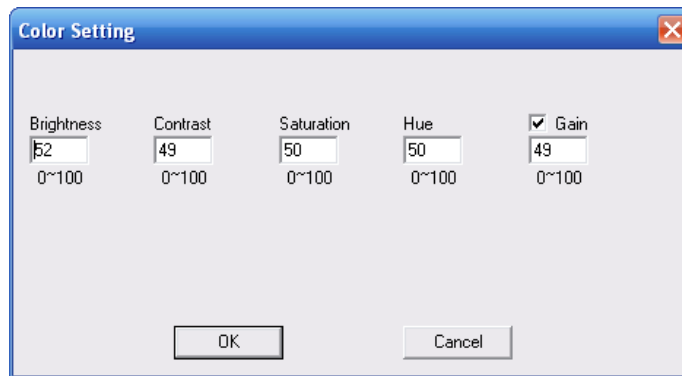 Color Setting
Brightness Contrast Saturation Hue Gain
52 49 50 50 49
0~100 0~100 0~100 0~100 0~100
OK Cancel